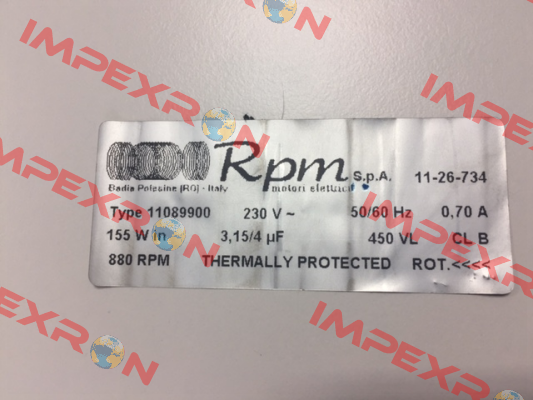 IMPEXRON
IMPEXRON
Rpm S.p.A. 11-26-734
motori elettrici
Badia Polesine (RO) - Italy
Type 11089900 230 V ~ 50/60 Hz 0,70 A
155 W in 3,15/4 µF 450 VL CL B
880 RPM THERMALLY PROTECTED ROT.<<<<
IMPEXRON
IMPEXRON